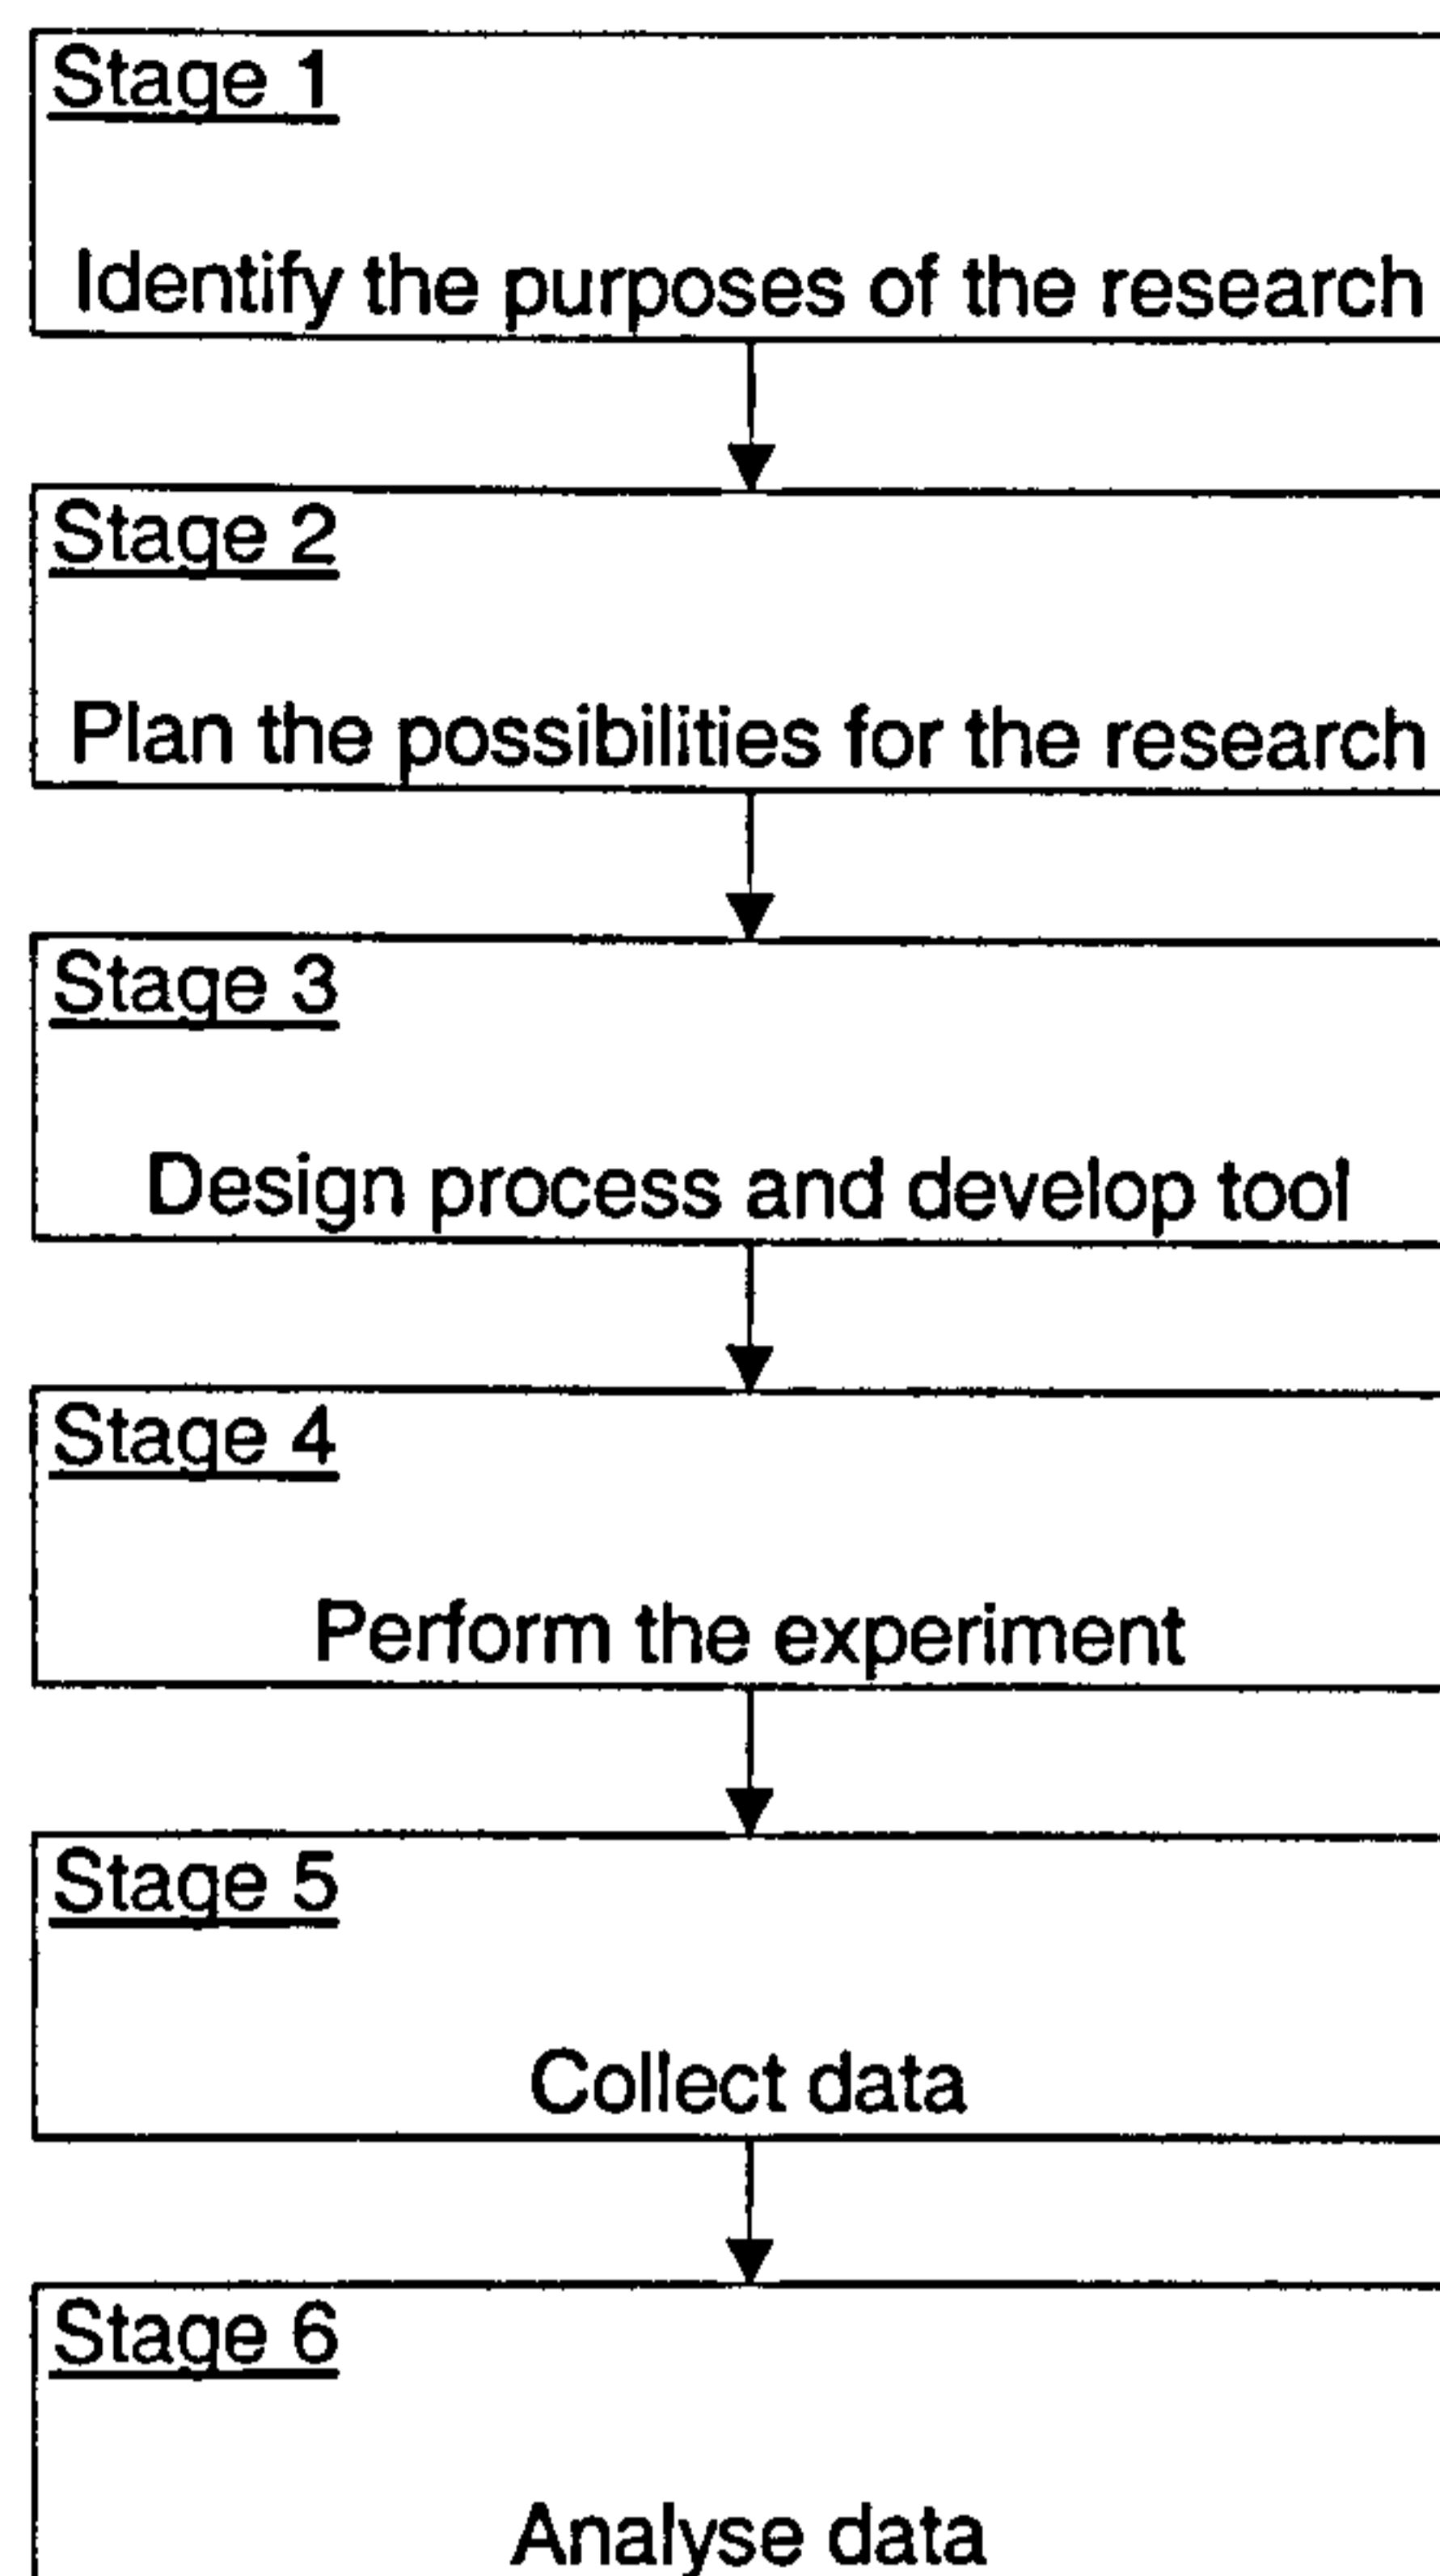 Stage 1
Identify the purposes of the research
Stage 2
Plan the possibilities for the research
Stage 3
Design process and develop tool
Stage 4
Perform the experiment
Stage 5
Collect data
Stage 6
Analyse data